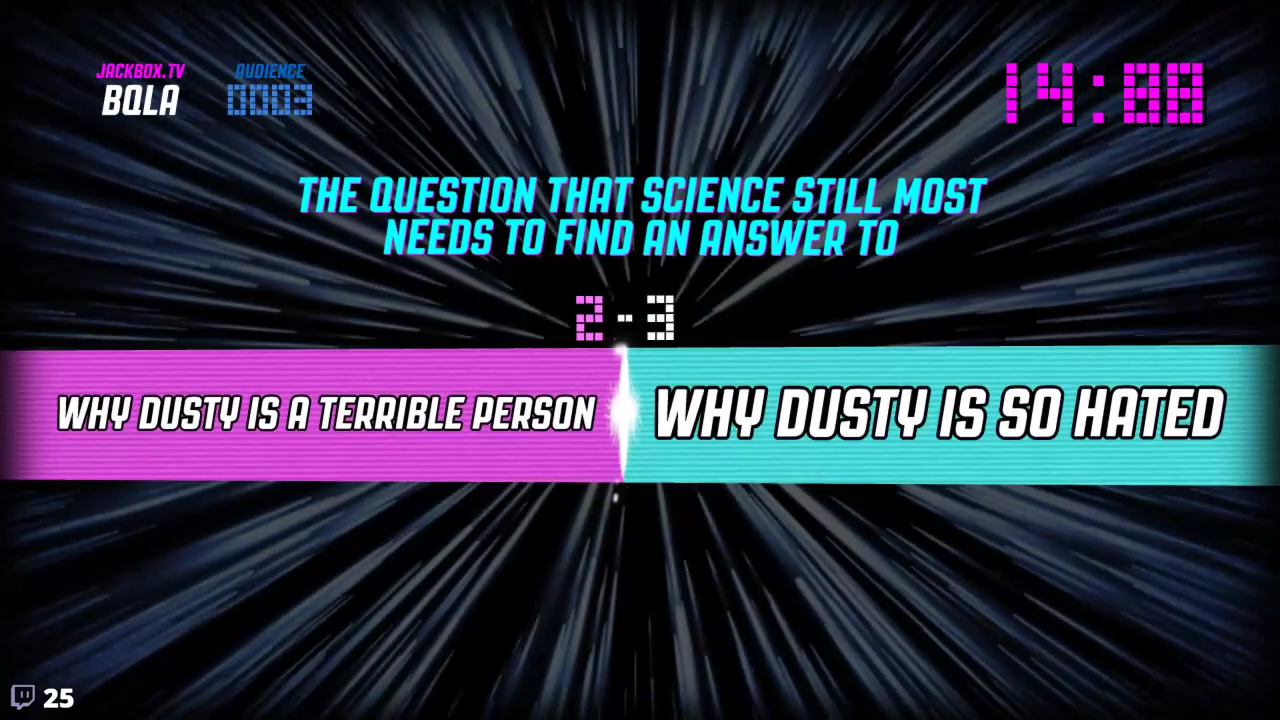 JACKBOX.TV
BQLA
AUDIENCE
0003
14:88
THE QUESTION THAT SCIENCE STILL MOST
NEEDS TO FIND AN ANSWER TO
2-3
WHY DUSTY IS A TERRIBLE PERSON
WHY DUSTY IS SO HATED
25